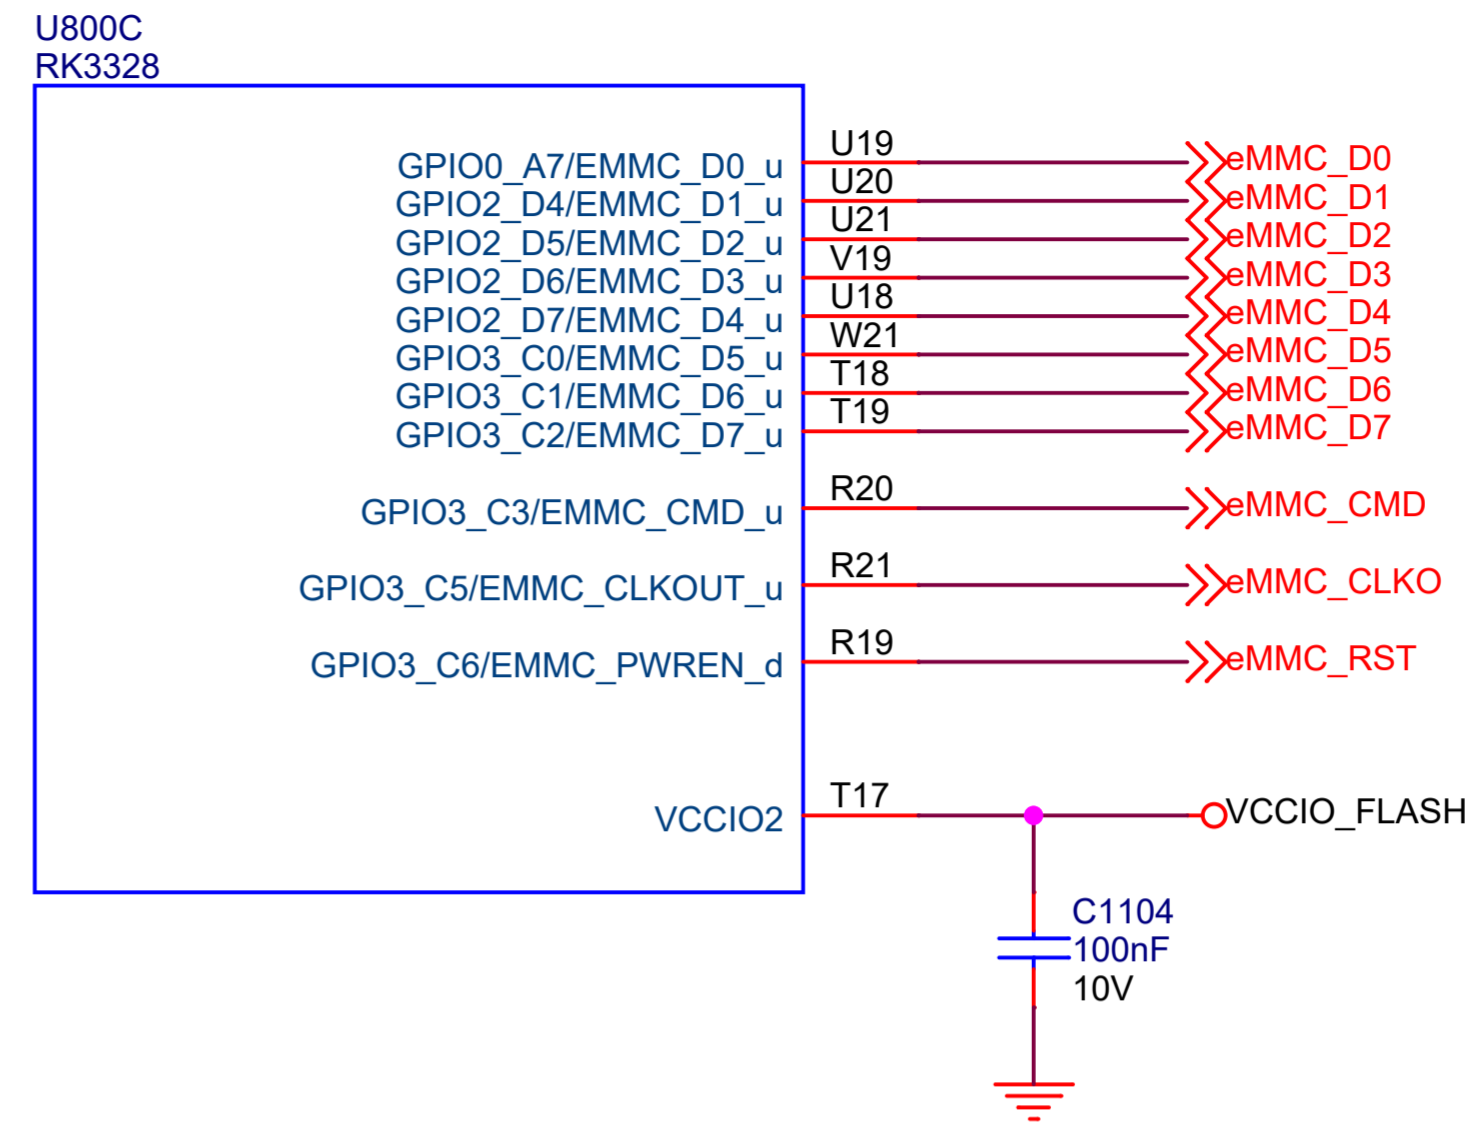 U800C
RK3328
GPIO0_A7/EMMC_D0_u U19 eMMC_D0
GPIO2_D4/EMMC_D1_u U20 eMMC_D1
GPIO2_D5/EMMC_D2_u U21 eMMC_D2
GPIO2_D6/EMMC_D3_u V19 eMMC_D3
GPIO2_D7/EMMC_D4_u U18 eMMC_D4
GPIO3_C0/EMMC_D5_u W21 eMMC_D5
GPIO3_C1/EMMC_D6_u T18 eMMC_D6
GPIO3_C2/EMMC_D7_u T19 eMMC_D7
GPIO3_C3/EMMC_CMD_u R20 eMMC_CMD
GPIO3_C5/EMMC_CLKOUT_u R21 eMMC_CLKO
GPIO3_C6/EMMC_PWREN_d R19 eMMC_RST
VCCIO2 T17 VCCIO_FLASH
C1104
100nF
10V